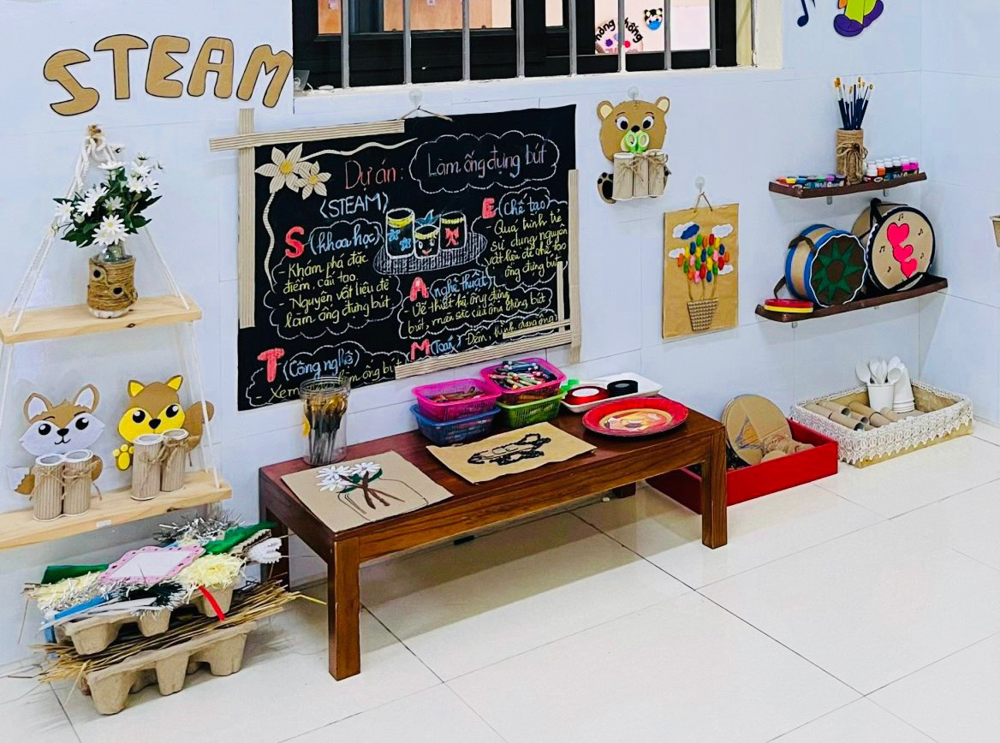 STEAM
Dự án: Làm ống đựng bút
(STEAM)
S (khoa học)
- Khám phá đặc
điểm, cấu tạo.
- Nguyên vật liệu để
làm ống đựng bút
T (Công nghệ)
- Xem làm ống bút
E (Chế tạo)
- Quá trình trẻ
sử dụng nguyên
vật liệu để chế tạo
ống đựng bút
A (nghệ thuật)
- Vẽ thiết kế ống đựng
bút, màu sắc của ống đựng bút
M (Toán) - Đếm, hình dạng ống